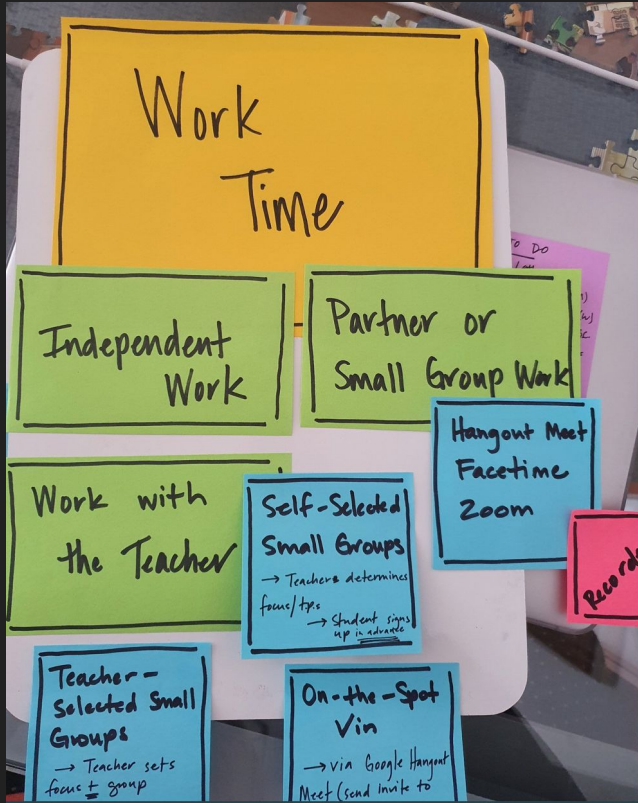 Work
Time
TO DO
Independent
Work
Partner or
Small Group Work
Hangout Meet
Facetime
Zoom
Work with
the Teacher
Self-Selected
Small Groups
→ Teacher determines
focus/
→ Student signs
up in advance
Teacher-
Selected Small
Groups
→ Teacher sets
focus + group
On-the-Spot
Vin
→ via Google Hangout
Meet (send invite to